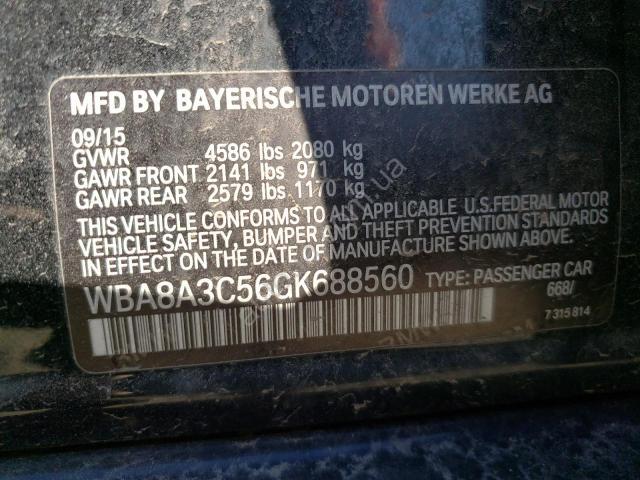 MFD BY BAYERISCHE MOTOREN WERKE AG
09/15
GVWR 4586 lbs 2080 kg
GAWR FRONT 2141 lbs 971 kg
GAWR REAR 2579 lbs 1170 kg
THIS VEHICLE CONFORMS TO ALL APPLICABLE U.S.FEDERAL MOTOR
VEHICLE SAFETY, BUMPER AND THEFT PREVENTION STANDARDS
IN EFFECT ON THE DATE OF MANUFACTURE SHOWN ABOVE.
WBA8A3C56GK688560 TYPE: PASSENGER CAR
668/
7 315 814